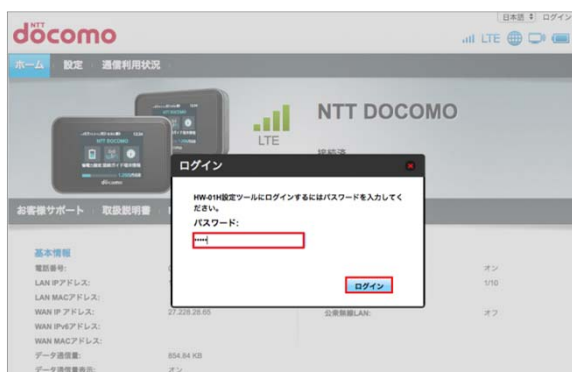 日本語 ログイン
NTT
döcomo
LTE
ホーム 設定 通信利用状況
NTT DOCOMO
LTE
ログイン
HW-01H設定ツールにログインするにはパスワードを入力してく
ださい。
パスワード:
•••••
ログイン
お客様サポート 取扱説明書
基本情報
電話番号:
オン
LAN IPアドレス:
1/10
LAN MACアドレス:
WAN IP アドレス: 27.228.28.65
公衆無線LAN: オフ
WAN IPv6アドレス:
WAN MACアドレス:
データ通信量: 854.84 KB
データ通信量表示: オン